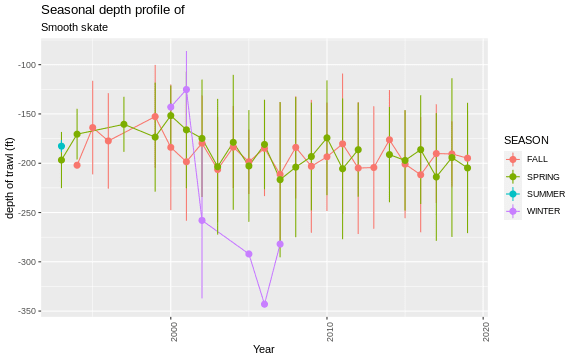 Seasonal depth profile of
Smooth skate
-100
-150
-200
-250
-300
-350
depth of trawl (ft)
2000
2010
2020
Year
SEASON
FALL
SPRING
SUMMER
WINTER